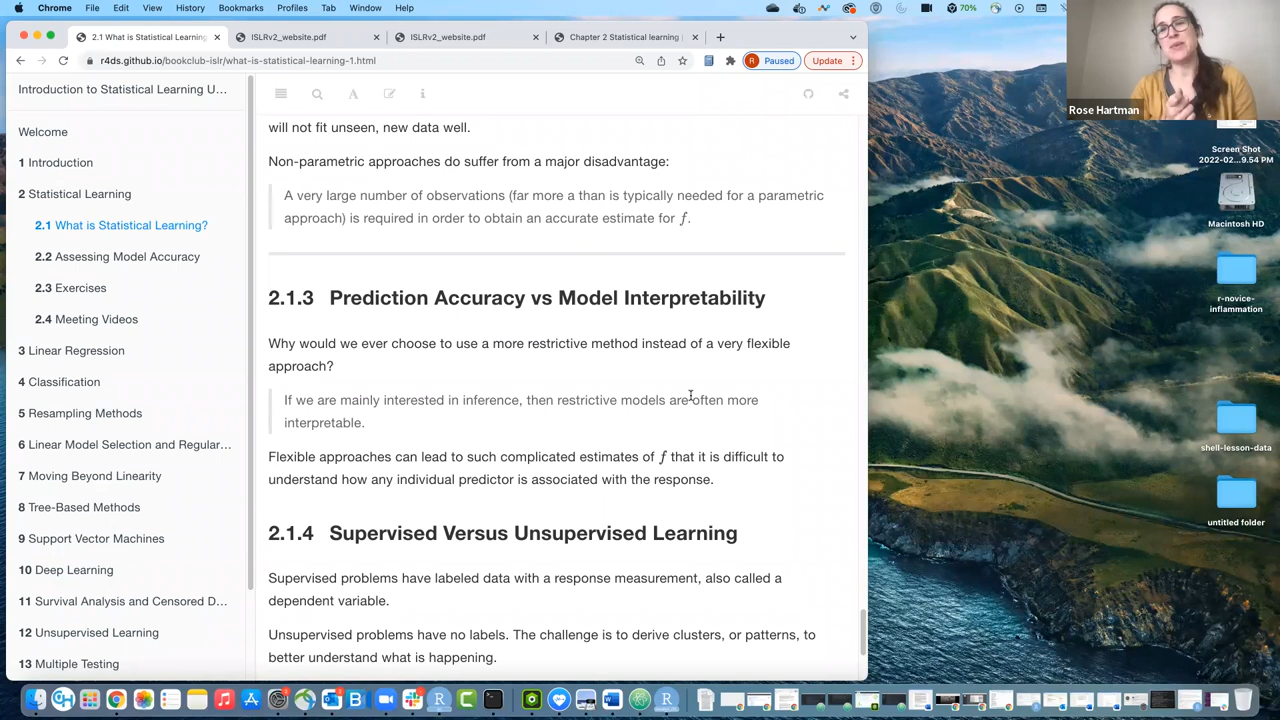 Chrome File Edit View History Bookmarks Profiles Tab Window Help
70%
2.1 What is Statistical Learning
ISLRv2_website.pdf
ISLRv2_website.pdf
Chapter 2 Statistical learning
r4ds.github.io/bookclub-islr/what-is-statistical-learning-1.html
R Paused
Update
Introduction to Statistical Learning U...
Welcome
1 Introduction
2 Statistical Learning
2.1 What is Statistical Learning?
2.2 Assessing Model Accuracy
2.3 Exercises
2.4 Meeting Videos
3 Linear Regression
4 Classification
5 Resampling Methods
6 Linear Model Selection and Regular...
7 Moving Beyond Linearity
8 Tree-Based Methods
9 Support Vector Machines
10 Deep Learning
11 Survival Analysis and Censored D...
12 Unsupervised Learning
13 Multiple Testing
will not fit unseen, new data well.
Non-parametric approaches do suffer from a major disadvantage:
A very large number of observations (far more a than is typically needed for a parametric
approach) is required in order to obtain an accurate estimate for f.
2.1.3 Prediction Accuracy vs Model Interpretability
Why would we ever choose to use a more restrictive method instead of a very flexible
approach?
If we are mainly interested in inference, then restrictive models are often more
interpretable.
Flexible approaches can lead to such complicated estimates of f that it is difficult to
understand how any individual predictor is associated with the response.
2.1.4 Supervised Versus Unsupervised Learning
Supervised problems have labeled data with a response measurement, also called a
dependent variable.
Unsupervised problems have no labels. The challenge is to derive clusters, or patterns, to
better understand what is happening.
Rose Hartman
Screen Shot
2022-02...9.54 PM
Macintosh HD
r-novice-
inflammation
shell-lesson-data
untitled folder